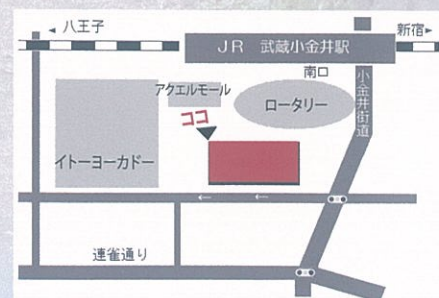 ◀ 八王子
新宿▶
JR 武蔵小金井駅
南口
アクエルモール
ロータリー
小金井街道
ココ
イトーヨーカドー
← ←
連雀通り